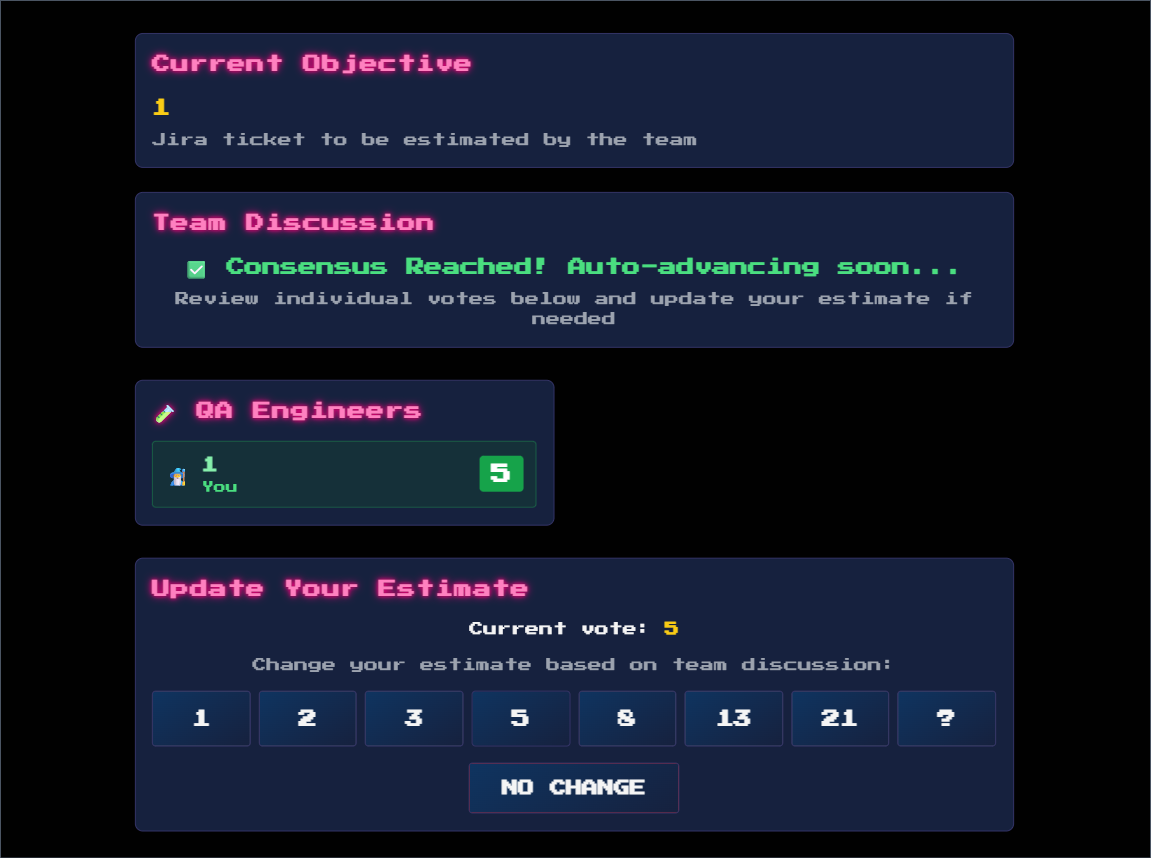 Current Objective
1
Jira ticket to be estimated by the team
Team Discussion
✅ Consensus Reached! Auto-advancing soon...
Review individual votes below and update your estimate if
needed
QA Engineers
1
You
5
Update Your Estimate
Current vote: 5
Change your estimate based on team discussion:
1 2 3 5 8 13 21 ?
NO CHANGE